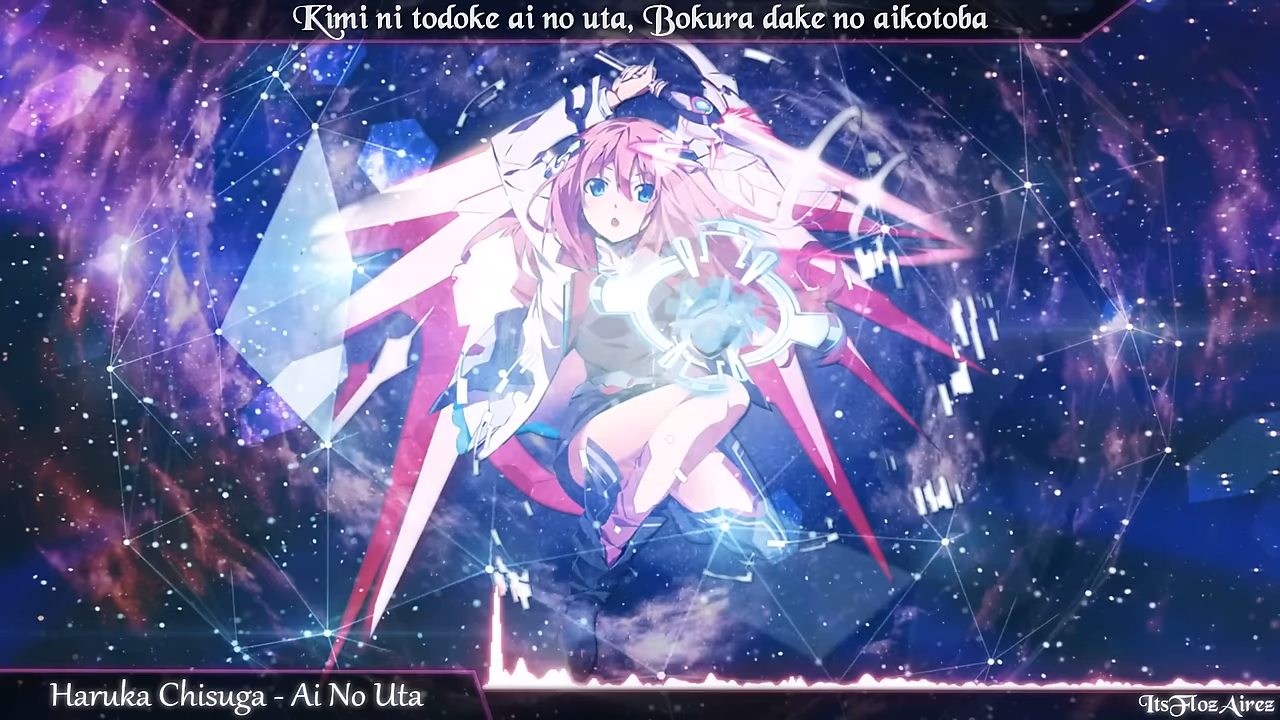 Kimi ni todoke ai no uta, Bokura dake no aikotoba
Haruka Chisuga - Ai No Uta
ItsFlozAirez